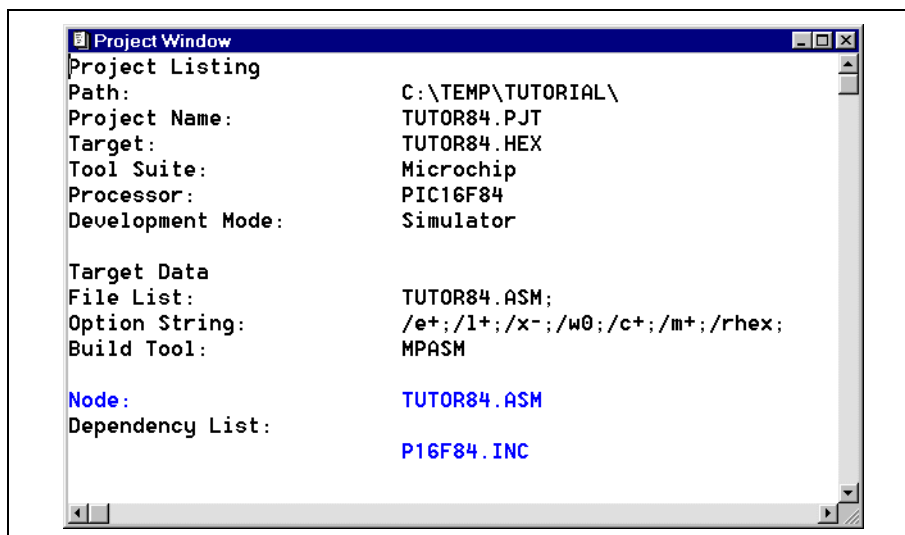 Project Window
Project Listing
Path: C:\TEMP\TUTORIAL\
Project Name: TUTOR84.PJT
Target: TUTOR84.HEX
Tool Suite: Microchip
Processor: PIC16F84
Development Mode: Simulator
Target Data
File List: TUTOR84.ASM;
Option String: /e+;/l+;/x-;/w0;/c+;/m+;/rhex;
Build Tool: MPASM
Node: TUTOR84.ASM
Dependency List:
P16F84.INC